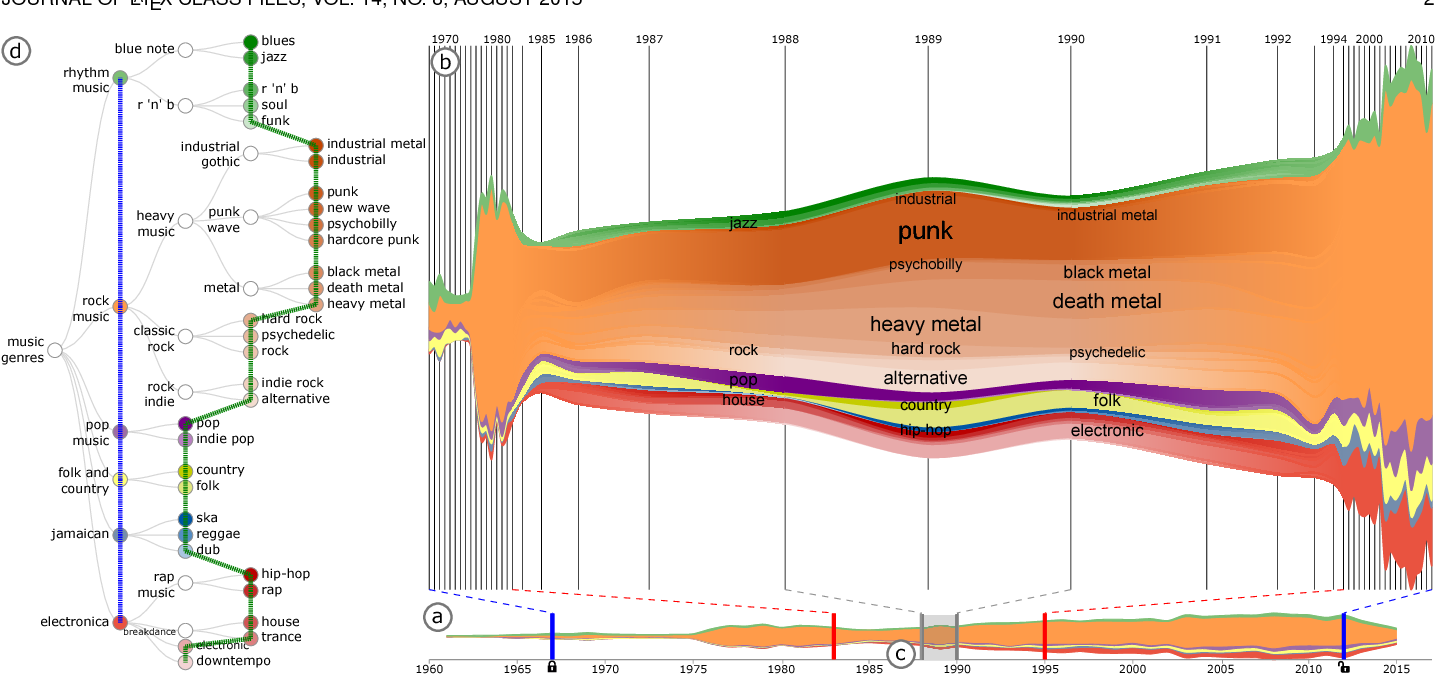 JOURNAL OF LATEX CLASS FILES, VOL. 14, NO. 8, AUGUST 2015
2
d
blue note
blues
jazz
rhythm
music
r 'n' b
r 'n' b
soul
funk
industrial
gothic
industrial metal
industrial
heavy
music
punk
wave
punk
new wave
psychobilly
hardcore punk
metal
black metal
death metal
heavy metal
rock
music
classic
rock
hard rock
psychedelic
rock
music
genres
rock
indie
indie rock
alternative
pop
music
pop
indie pop
folk and
country
country
folk
jamaican
ska
reggae
dub
rap
music
hip-hop
rap
electronica
breakdance
house
trance
electronic
downtempo
1970 1980 1985 1986 1987 1988 1989 1990 1991 1992 1994 2000 2010
b
jazz
industrial
industrial metal
punk
psychobilly
black metal
death metal
heavy metal
rock
hard rock
psychedelic
pop
alternative
house
country
folk
hip-hop
electronic
a
c
1960 1965 1970 1975 1980 1985 1990 1995 2000 2005 2010 2015